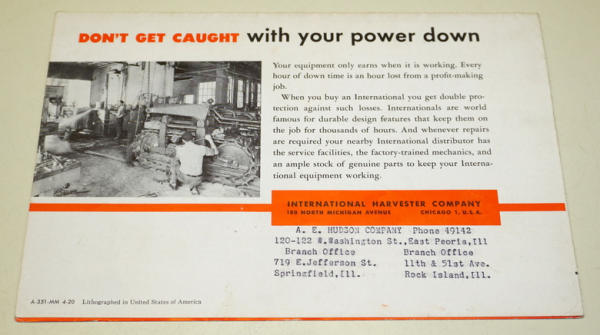 DON'T GET CAUGHT with your power down
Your equipment only earns when it is working. Every
hour of down time is an hour lost from a profit-making
job.
When you buy an International you get double pro-
tection against such losses. Internationals are world
famous for durable design features that keep them on
the job for thousands of hours. And whenever repairs
are required your nearby International distributor has
the service facilities, the factory-trained mechanics, and
an ample stock of genuine parts to keep your Interna-
tional equipment working.
INTERNATIONAL HARVESTER COMPANY
180 NORTH MICHIGAN AVENUE CHICAGO 1, U.S.A.
A. E. HUDSON COMPANY Phone 49142
120-122 W.Washington St.,East Peoria,Ill
Branch Office Branch Office
719 E.Jefferson St. 11th & 51st Ave.
Springfield,Ill. Rock Island,Ill.
A-351-MM 4-20 Lithographed in United States of America